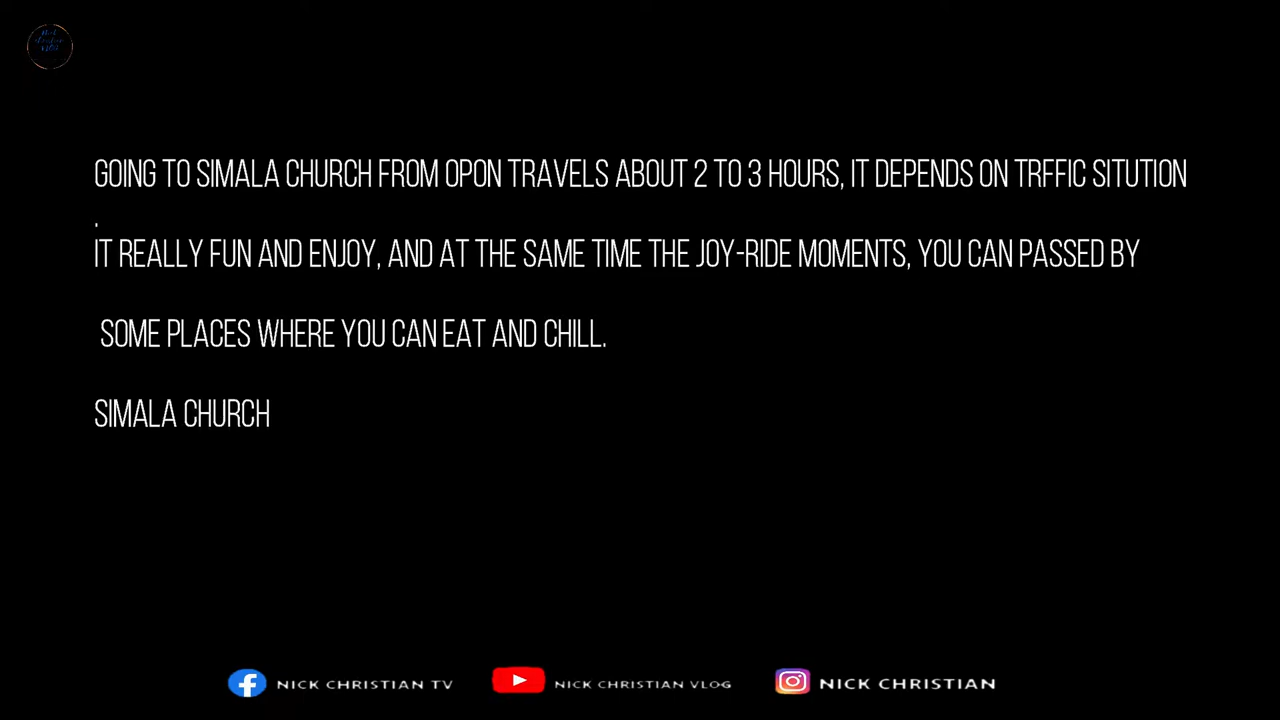 GOING TO SIMALA CHURCH FROM OPON TRAVELS ABOUT 2 TO 3 HOURS, IT DEPENDS ON TRFFIC SITUTION
.
IT REALLY FUN AND ENJOY, AND AT THE SAME TIME THE JOY-RIDE MOMENTS, YOU CAN PASSED BY
SOME PLACES WHERE YOU CAN EAT AND CHILL.
SIMALA CHURCH
NICK CHRISTIAN TV
NICK CHRISTIAN VLOG
NICK CHRISTIAN